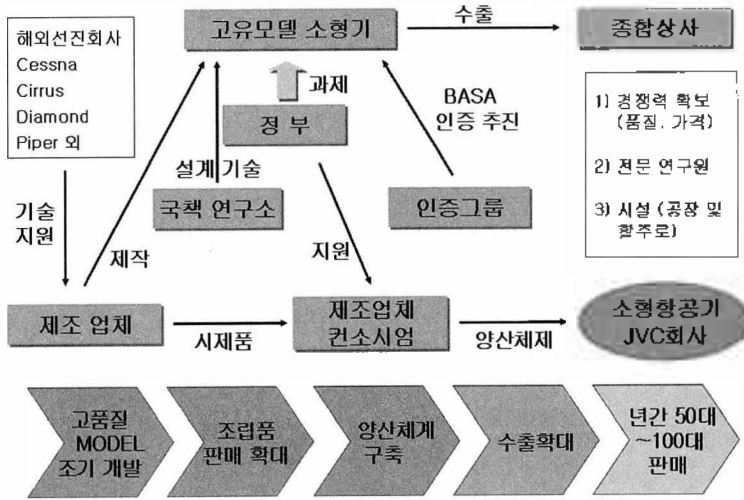 해외선진회사
Cessna
Cirrus
Diamond
Piper 외
고유모델 소형기
수출
종합상사
과제
정 부
BASA
인증 추진
1) 경쟁력 확보
(품질, 가격)
2) 전문 연구원
3) 시설 (공장 및
활주로)
설계 기술
국책 연구소
인증그룹
기술
지원
제작
지원
제조 업체
시제품
제조업체
컨소시엄
양산체제
소형항공기
JVC회사
고품질
MODEL
조기 개발
조립품
판매 확대
양산체계
구축
수출확대
년간 50대
~100대
판매